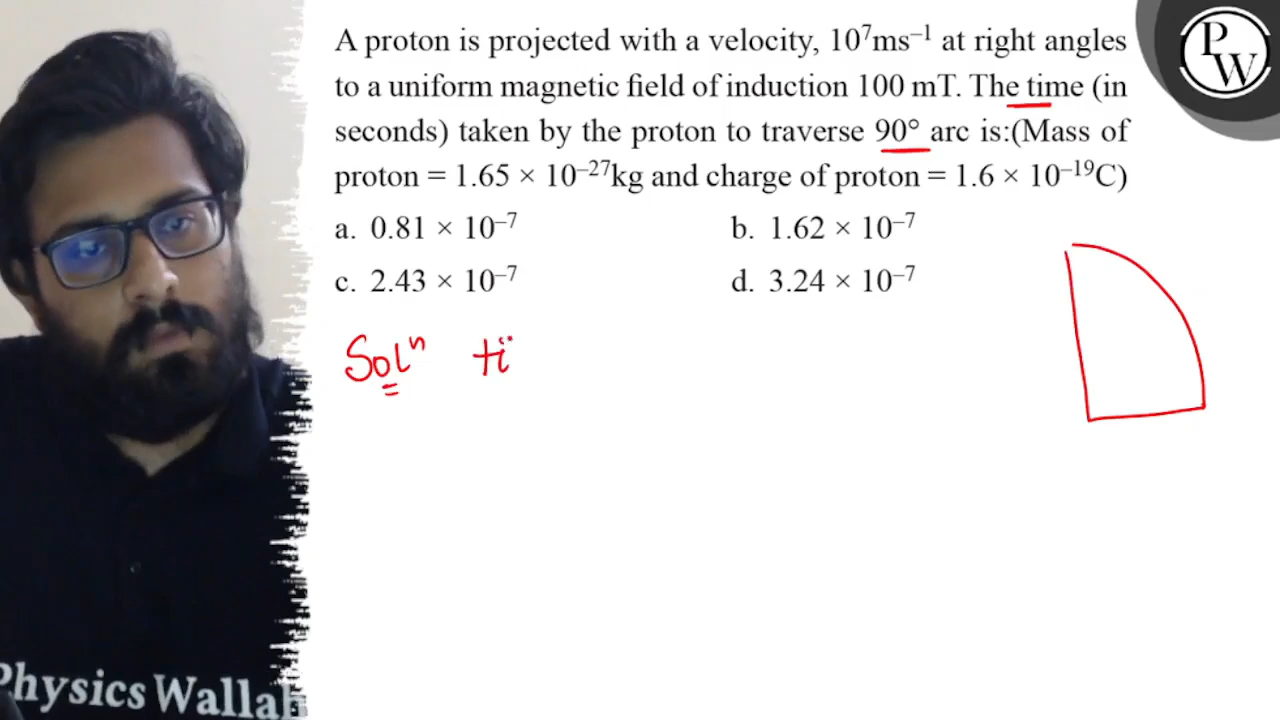 A proton is projected with a velocity, 10⁷ms⁻¹ at right angles
to a uniform magnetic field of induction 100 mT. The time (in
seconds) taken by the proton to traverse 90° arc is:(Mass of
proton = 1.65 × 10⁻²⁷kg and charge of proton = 1.6 × 10⁻¹⁹C)
a. 0.81 × 10⁻⁷ b. 1.62 × 10⁻⁷
c. 2.43 × 10⁻⁷ d. 3.24 × 10⁻⁷
Solⁿ ti
PW
Physics Wallah